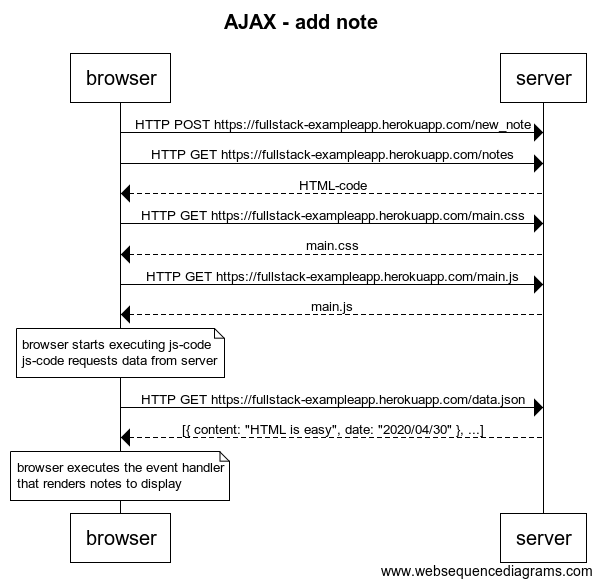 AJAX - add note
browser
server
HTTP POST https://fullstack-exampleapp.herokuapp.com/new_note
HTTP GET https://fullstack-exampleapp.herokuapp.com/notes
HTML-code
HTTP GET https://fullstack-exampleapp.herokuapp.com/main.css
main.css
HTTP GET https://fullstack-exampleapp.herokuapp.com/main.js
main.js
browser starts executing js-code
js-code requests data from server
HTTP GET https://fullstack-exampleapp.herokuapp.com/data.json
[{ content: "HTML is easy", date: "2020/04/30" }, ...]
browser executes the event handler
that renders notes to display
browser
server
www.websequencediagrams.com